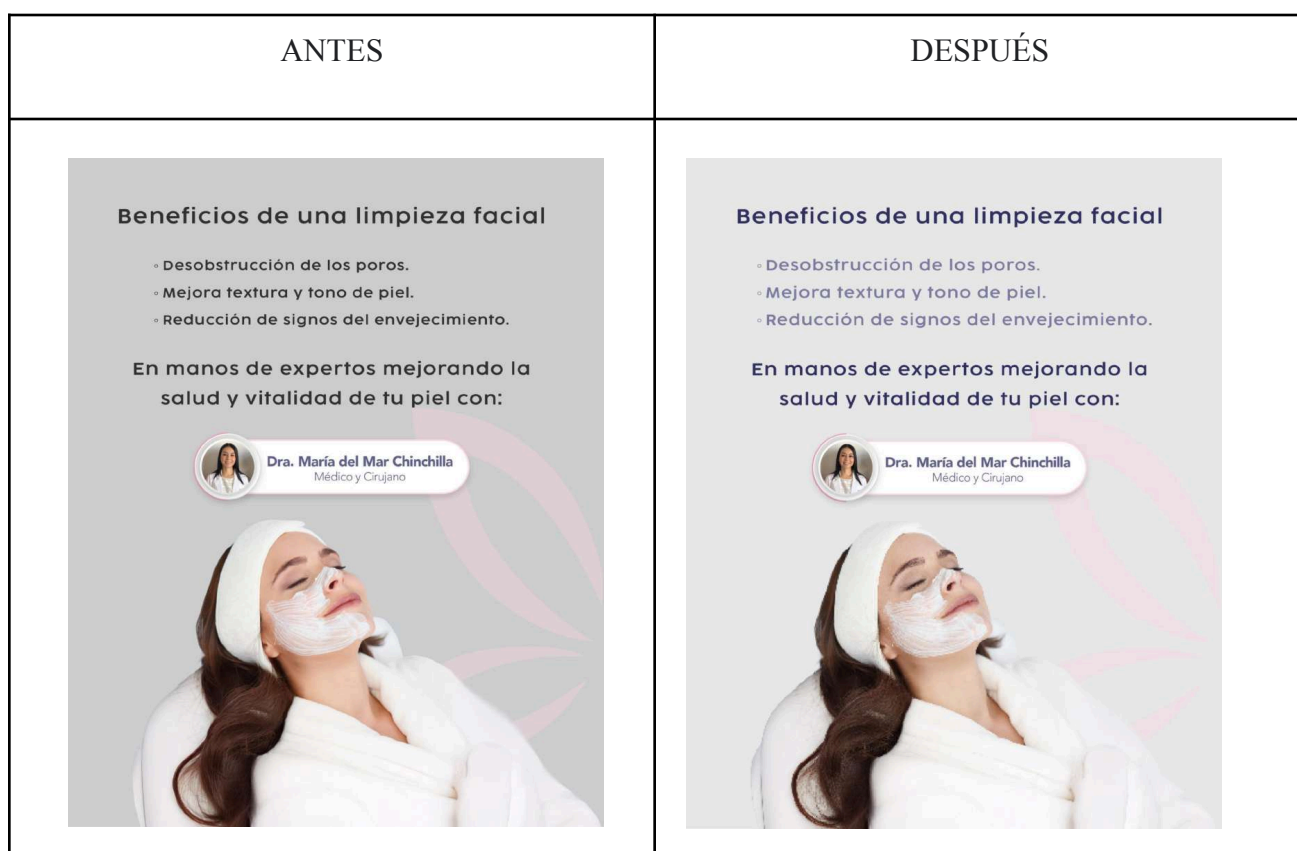 ANTES
DESPUÉS
Beneficios de una limpieza facial
◦ Desobstrucción de los poros.
◦ Mejora textura y tono de piel.
◦ Reducción de signos del envejecimiento.
En manos de expertos mejorando la
salud y vitalidad de tu piel con:
Dra. María del Mar Chinchilla
Médico y Cirujano
Beneficios de una limpieza facial
◦ Desobstrucción de los poros.
◦ Mejora textura y tono de piel.
◦ Reducción de signos del envejecimiento.
En manos de expertos mejorando la
salud y vitalidad de tu piel con:
Dra. María del Mar Chinchilla
Médico y Cirujano